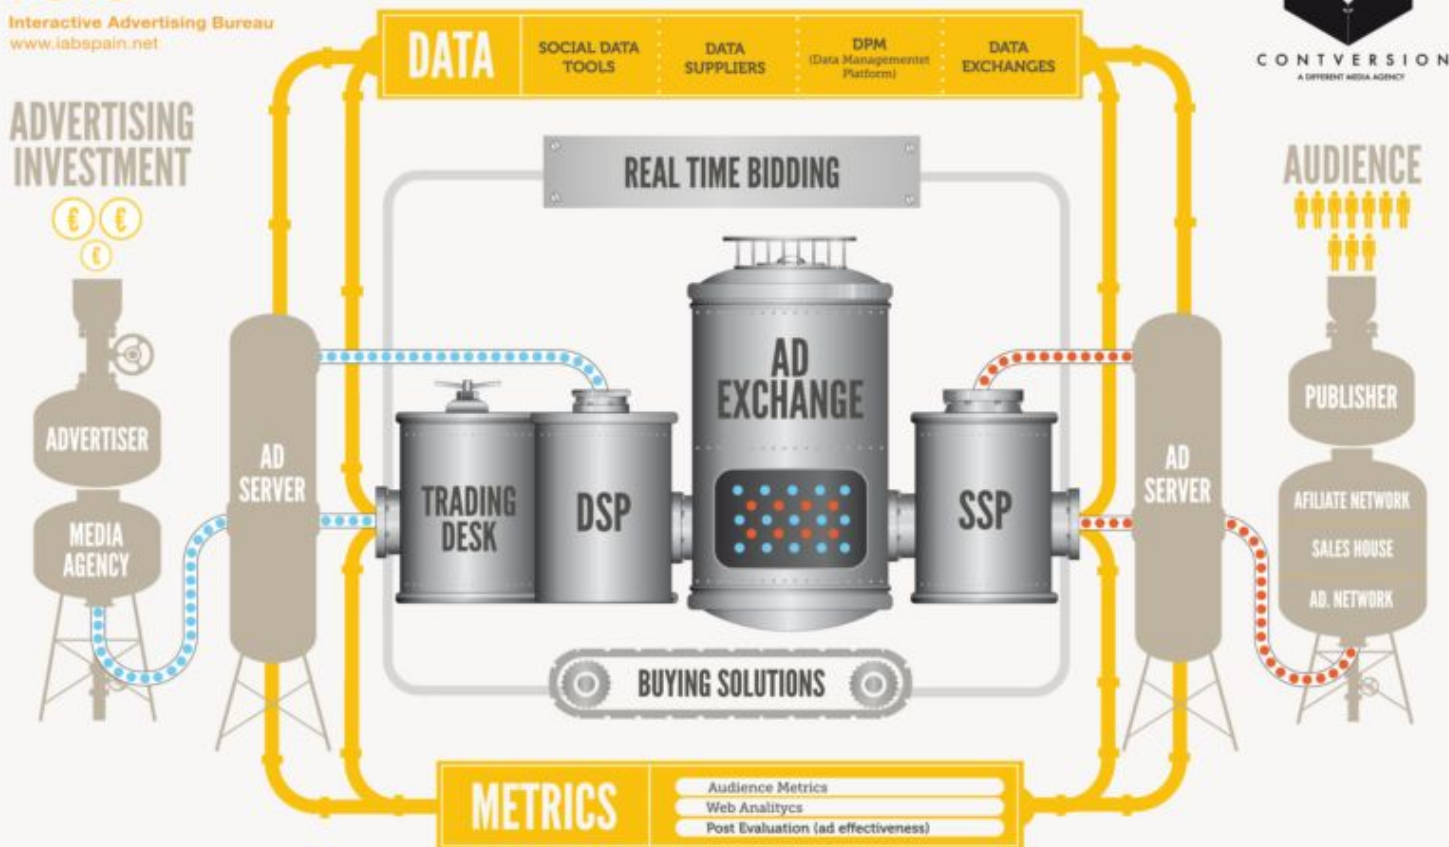 Interactive Advertising Bureau
www.iabspain.net
DATA
SOCIAL DATA
TOOLS
DATA
SUPPLIERS
DPM
(Data Managementet
Platform)
DATA
EXCHANGES
CONTVERSION
A DIFFERENT MEDIA AGENCY
ADVERTISING
INVESTMENT
€ €
€
REAL TIME BIDDING
AUDIENCE
ADVERTISER
MEDIA
AGENCY
AD
SERVER
TRADING
DESK
DSP
AD
EXCHANGE
SSP
AD
SERVER
PUBLISHER
AFILIATE NETWORK
SALES HOUSE
AD. NETWORK
BUYING SOLUTIONS
METRICS
Audience Metrics
Web Analitycs
Post Evaluation (ad effectiveness)